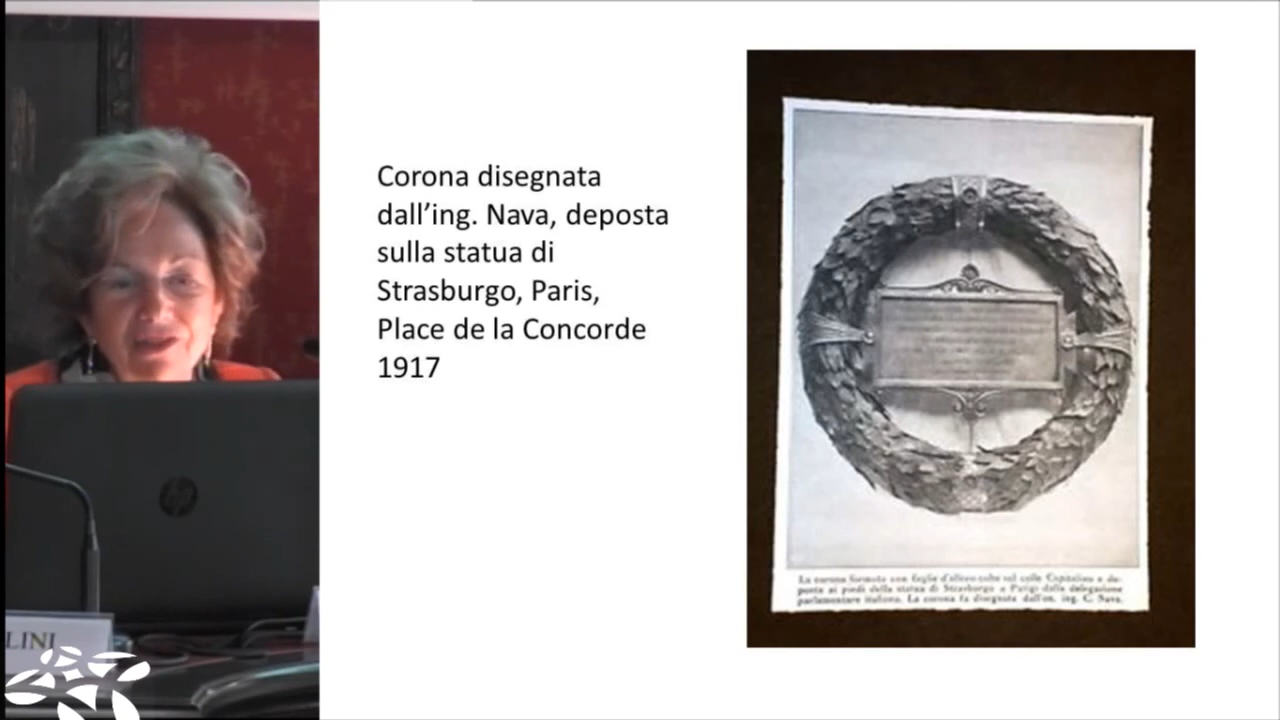 Corona disegnata
dall’ing. Nava, deposta
sulla statua di
Strasburgo, Paris,
Place de la Concorde
1917
La corona formata con foglie d'alloro colte sul colle Capitolino e de-
posta ai piedi della statua di Strasburgo a Parigi dalla delegazione
parlamentare italiana. La corona fu disegnata dall'on. ing. C. Nava.
hp
LINI